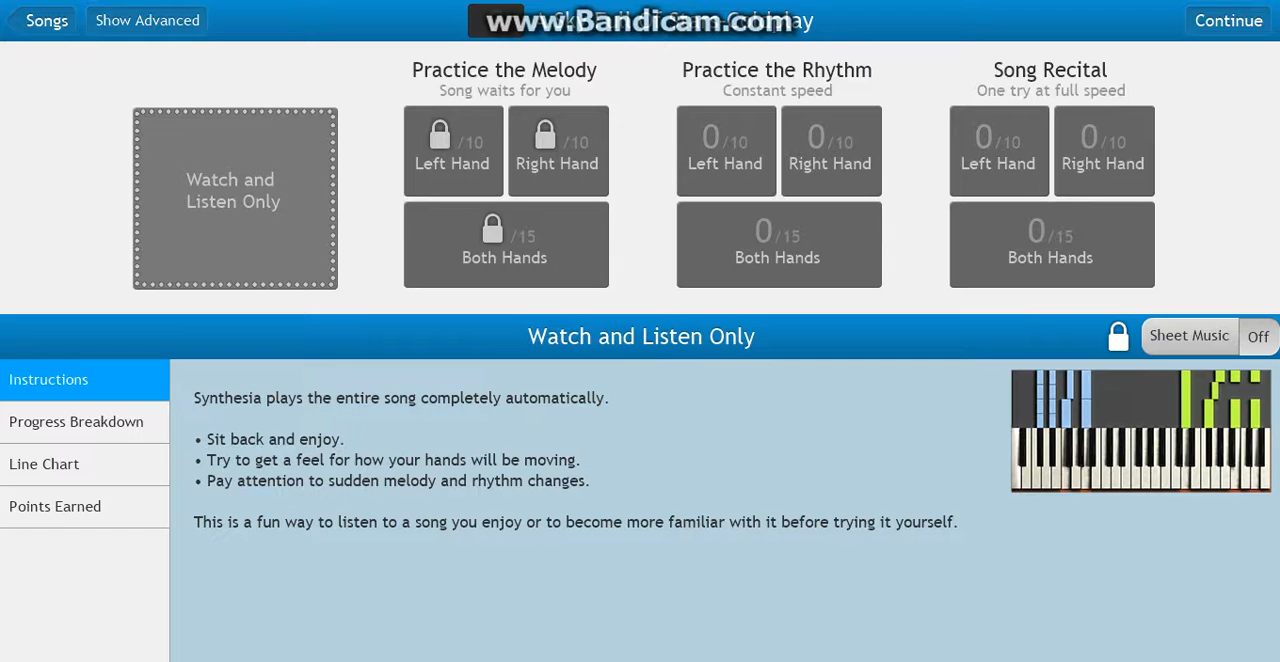 Songs
Show Advanced
www.Bandicam.com
Continue
Practice the Melody
Song waits for you
/10
Left Hand
/10
Right Hand
/15
Both Hands
Practice the Rhythm
Constant speed
0/10
Left Hand
0/10
Right Hand
0/15
Both Hands
Song Recital
One try at full speed
0/10
Left Hand
0/10
Right Hand
0/15
Both Hands
Watch and
Listen Only
Watch and Listen Only
Sheet Music
Off
Instructions
Progress Breakdown
Line Chart
Points Earned
Synthesia plays the entire song completely automatically.
• Sit back and enjoy.
• Try to get a feel for how your hands will be moving.
• Pay attention to sudden melody and rhythm changes.
This is a fun way to listen to a song you enjoy or to become more familiar with it before trying it yourself.